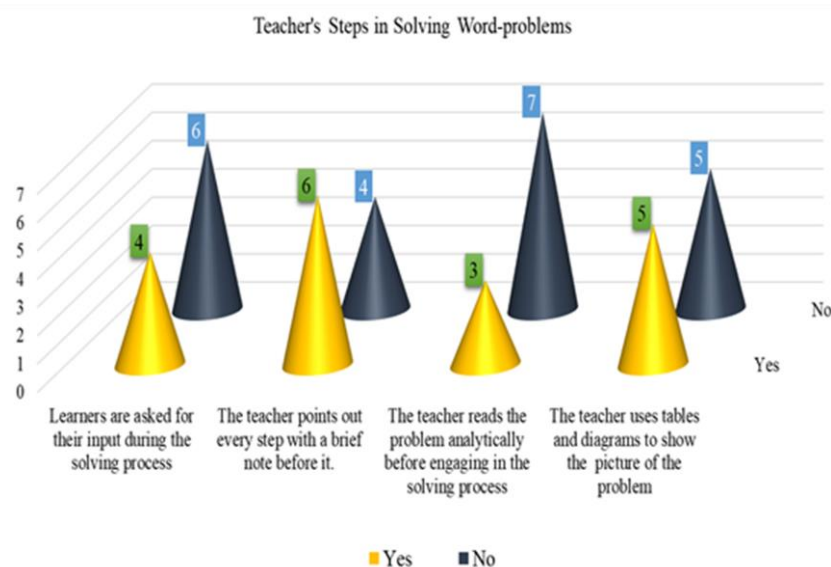 Teacher's Steps in Solving Word-problems
7
6
5
4
3
2
1
0
4
6
6
4
3
7
5
5
No
Yes
Learners are asked for
their input during the
solving process
The teacher points out
every step with a brief
note before it.
The teacher reads the
problem analytically
before engaging in the
solving process
The teacher uses tables
and diagrams to show
the picture of the
problem
Yes No